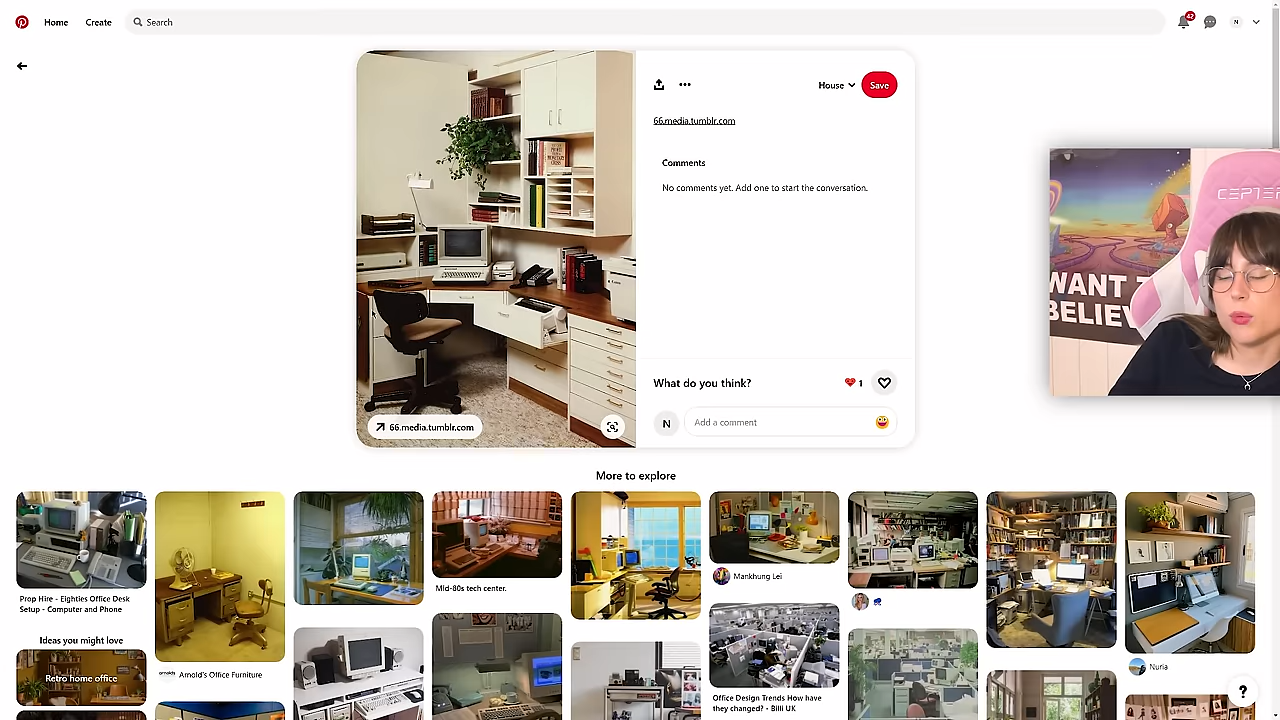 Home
Create
Search
42
N
House
Save
66.media.tumblr.com
Comments
No comments yet. Add one to start the conversation.
CEPTER
WANT
BELIEV
What do you think?
1
N
Add a comment
66.media.tumblr.com
More to explore
Prop Hire - Eighties Office Desk
Setup - Computer and Phone
Ideas you might love
Retro home office
Arnold's Office Furniture
Mid-80s tech center.
Mankhung Lei
Office Design Trends How have
they changed? • Billi UK
Nuria
?